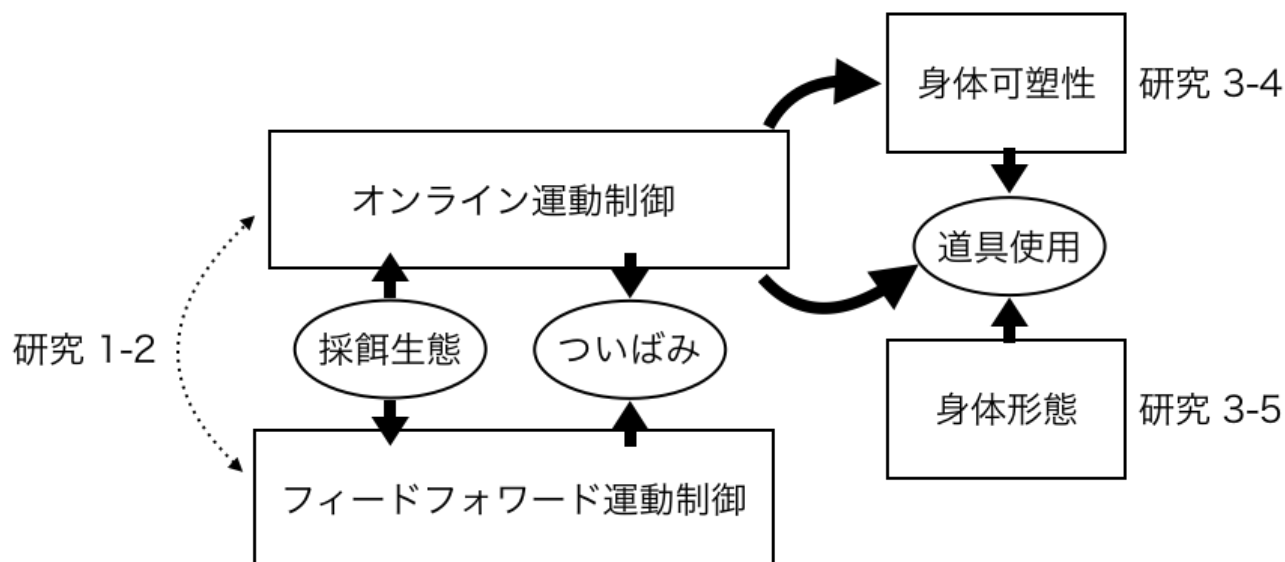 身体可塑性
研究 3-4
オンライン運動制御
道具使用
研究 1-2
採餌生態
ついばみ
身体形態
研究 3-5
フィードフォワード運動制御